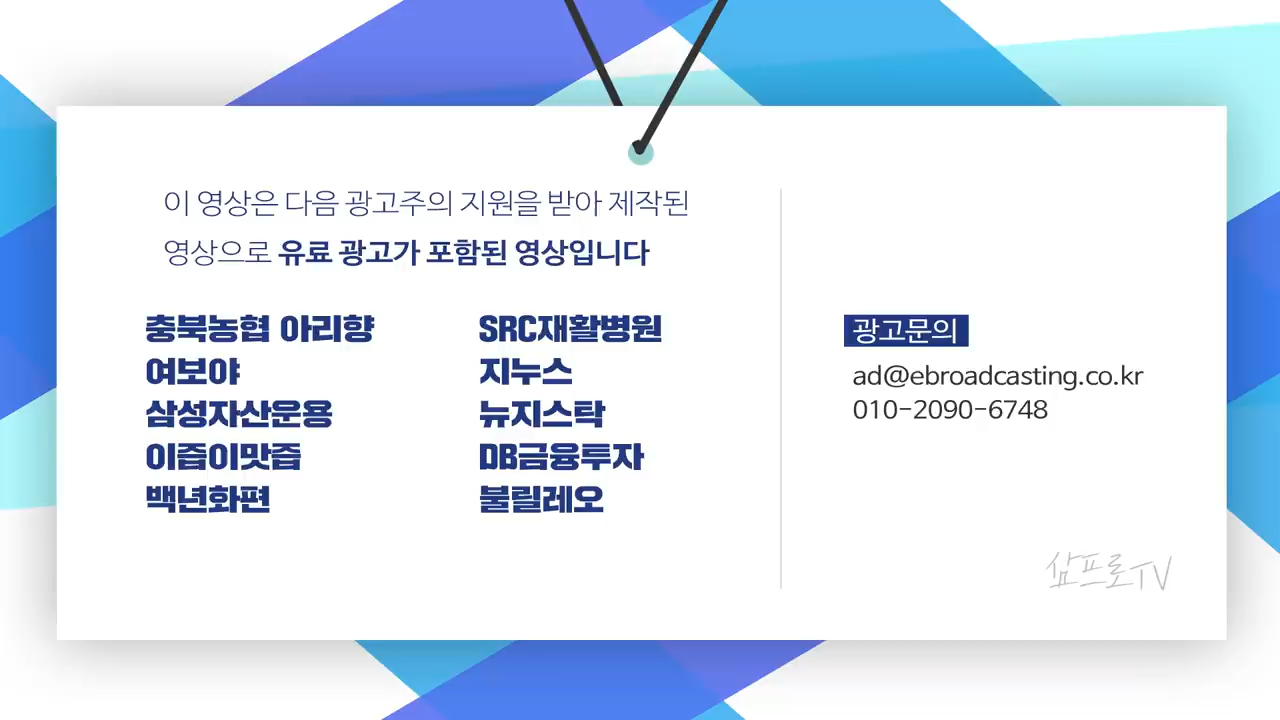 이 영상은 다음 광고주의 지원을 받아 제작된
영상으로 유료 광고가 포함된 영상입니다
충북농협 아리향
여보야
삼성자산운용
이즙이맛즙
백년화편
SRC재활병원
지누스
뉴지스탁
DB금융투자
불릴레오
광고문의
ad@ebroadcasting.co.kr
010-2090-6748
삼프로TV